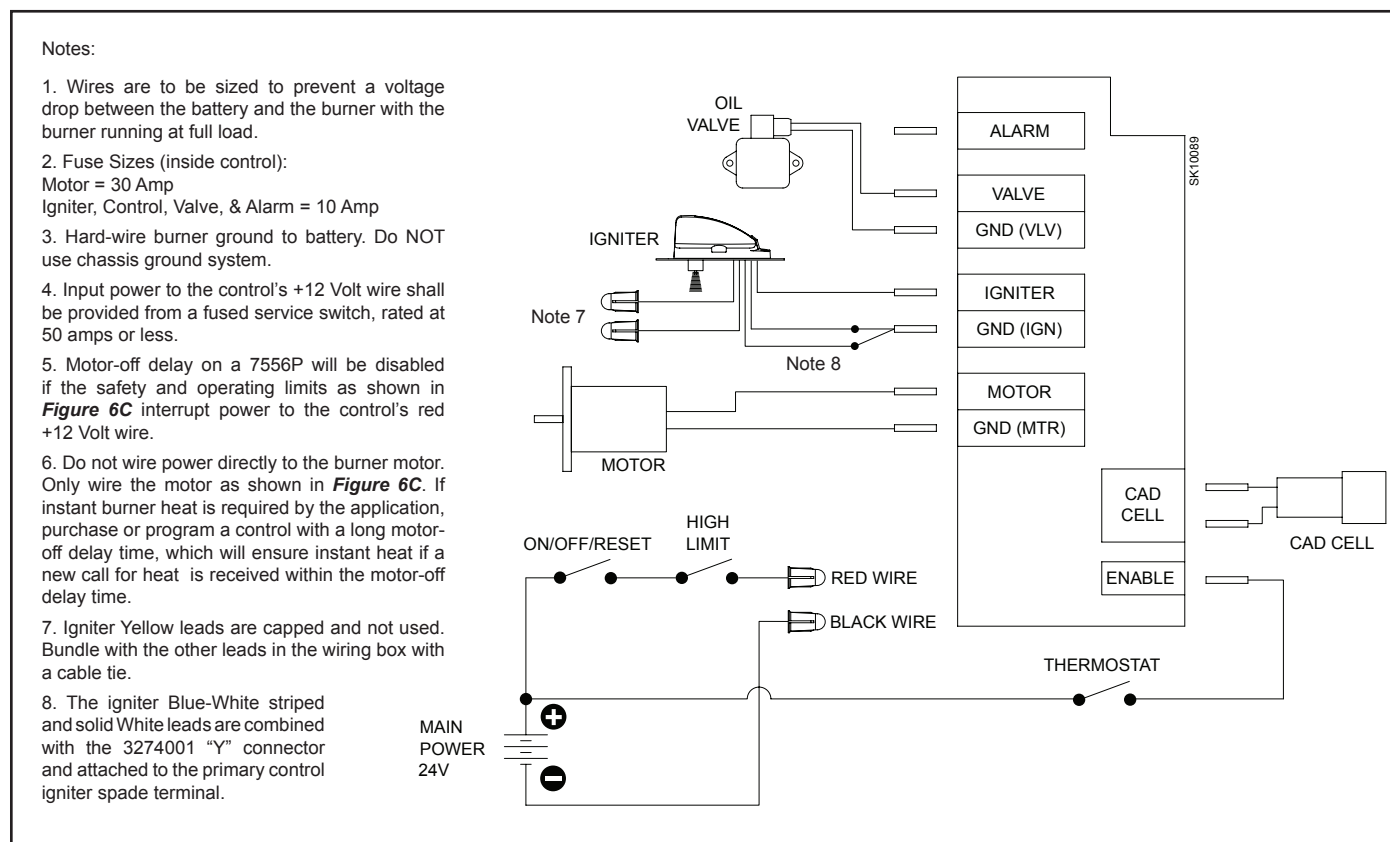 Notes:
1. Wires are to be sized to prevent a voltage
drop between the battery and the burner with the
burner running at full load.
2. Fuse Sizes (inside control):
Motor = 30 Amp
Igniter, Control, Valve, & Alarm = 10 Amp
3. Hard-wire burner ground to battery. Do NOT
use chassis ground system.
4. Input power to the control's +12 Volt wire shall
be provided from a fused service switch, rated at
50 amps or less.
5. Motor-off delay on a 7556P will be disabled
if the safety and operating limits as shown in
Figure 6C interrupt power to the control's red
+12 Volt wire.
6. Do not wire power directly to the burner motor.
Only wire the motor as shown in Figure 6C. If
instant burner heat is required by the application,
purchase or program a control with a long motor-
off delay time, which will ensure instant heat if a
new call for heat is received within the motor-off
delay time.
7. Igniter Yellow leads are capped and not used.
Bundle with the other leads in the wiring box with
a cable tie.
8. The igniter Blue-White striped
and solid White leads are combined
with the 3274001 “Y” connector
and attached to the primary control
igniter spade terminal.
OIL
VALVE
IGNITER
Note 7
Note 8
MOTOR
ALARM
VALVE
GND (VLV)
IGNITER
GND (IGN)
MOTOR
GND (MTR)
SK10089
CAD
CELL
CAD CELL
ENABLE
ON/OFF/RESET
HIGH
LIMIT
RED WIRE
BLACK WIRE
THERMOSTAT
MAIN
POWER
24V
+
−